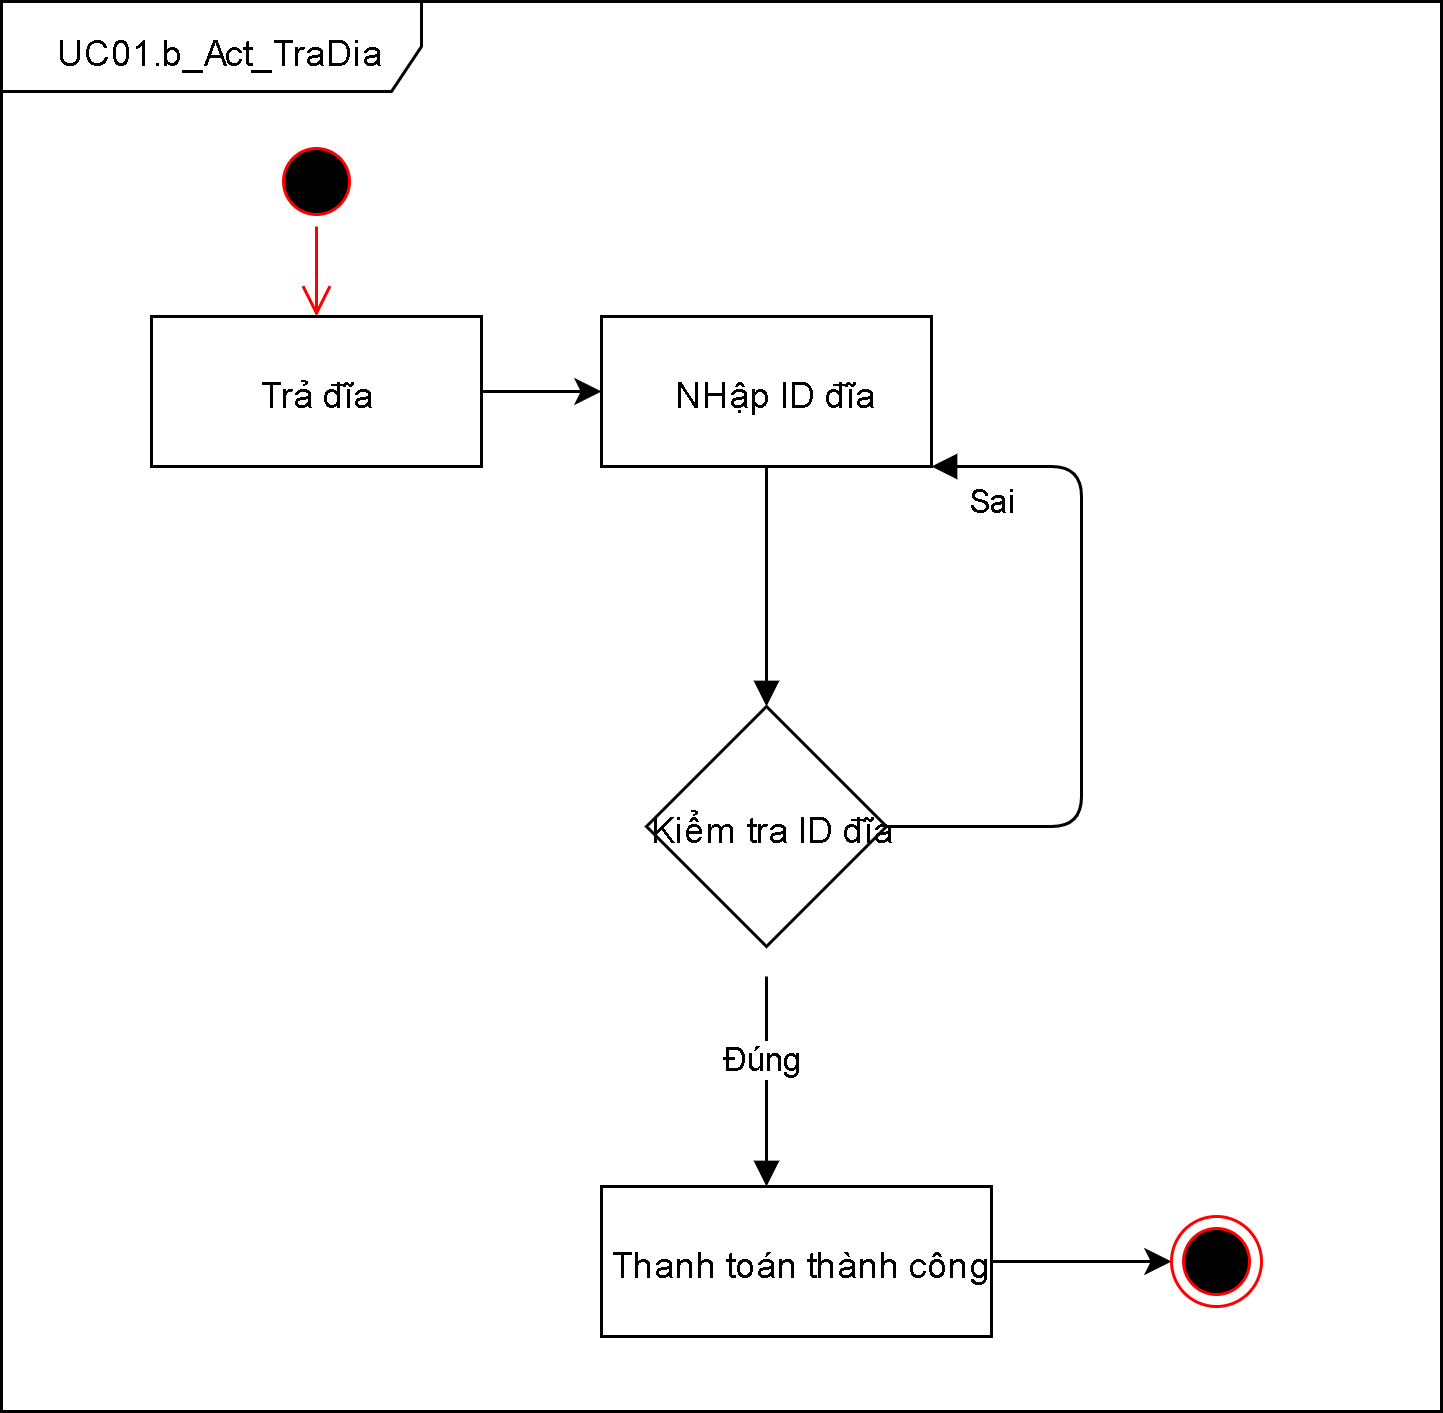 UC01.b_Act_TraDia
Trả đĩa
NHập ID đĩa
Sai
Kiểm tra ID đĩa
Đúng
Thanh toán thành công